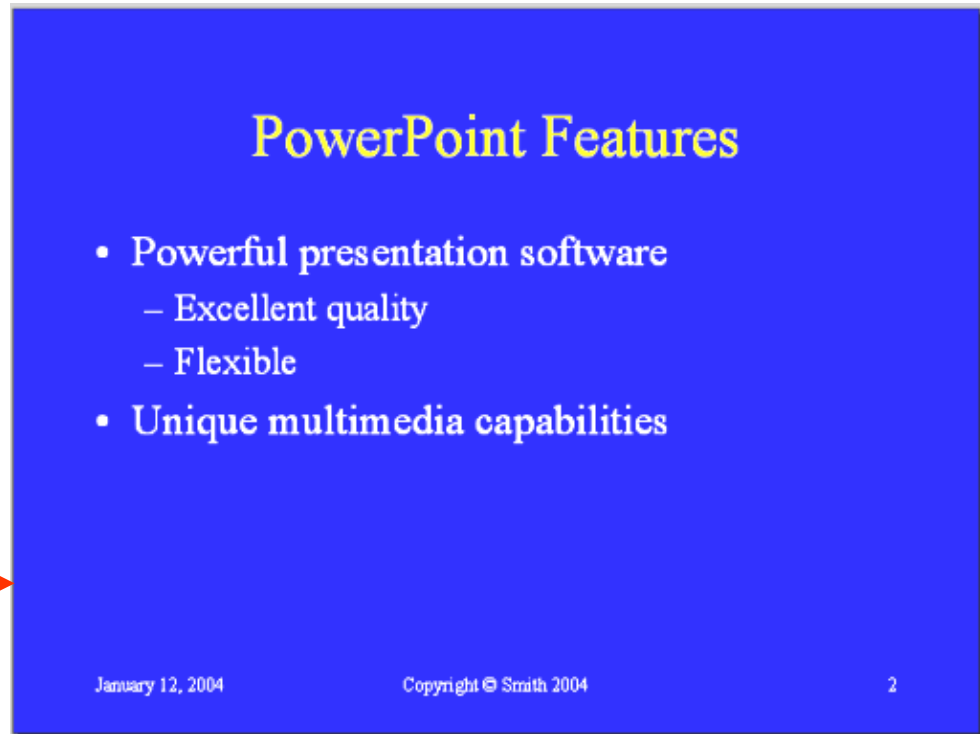 PowerPoint Features
• Powerful presentation software
– Excellent quality
– Flexible
• Unique multimedia capabilities
January 12, 2004 Copyright © Smith 2004 2